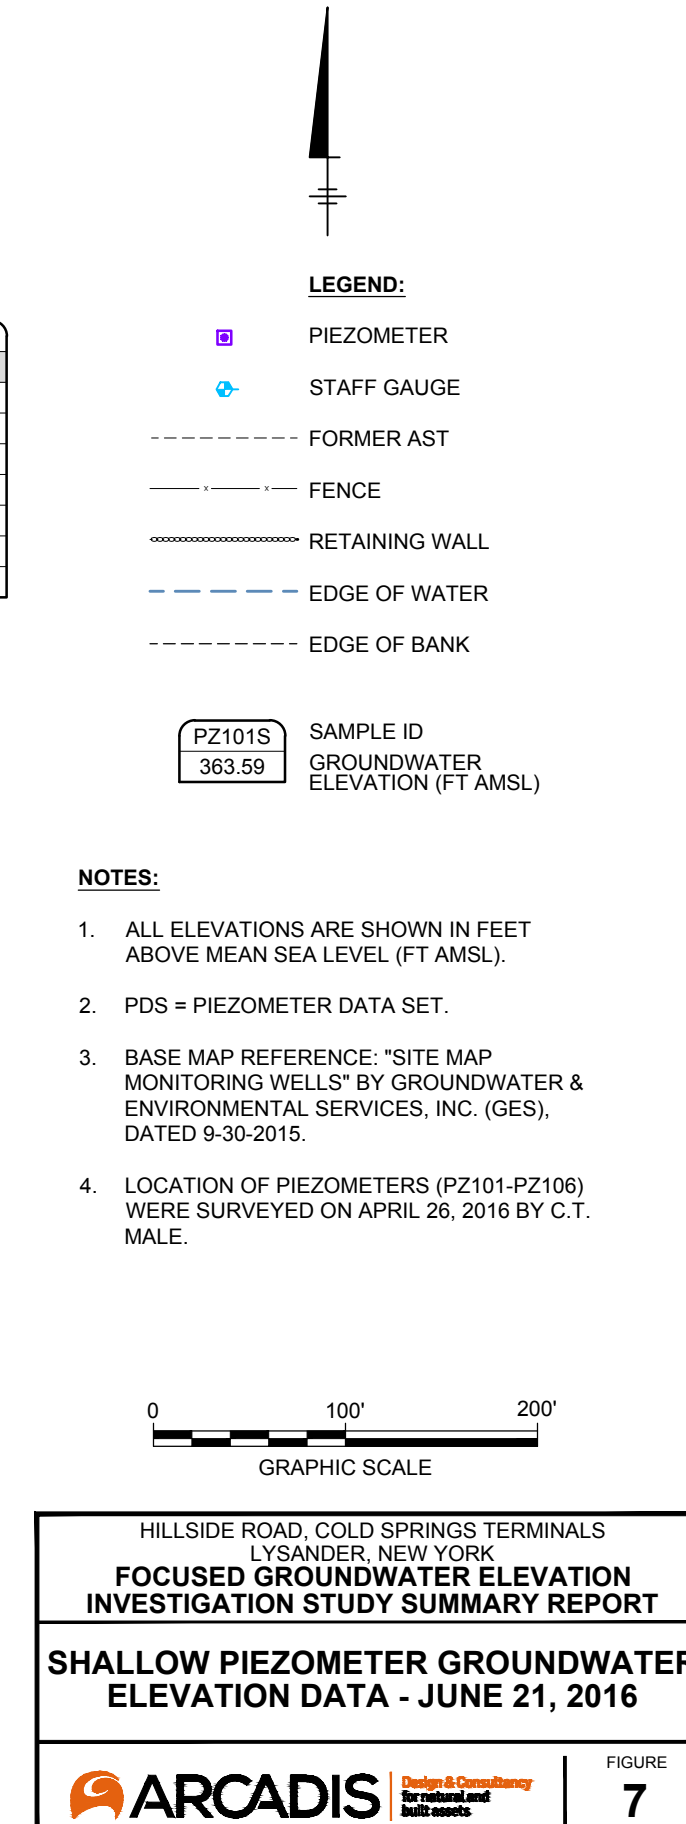 LEGEND:
PIEZOMETER
STAFF GAUGE
FORMER AST
x x FENCE
RETAINING WALL
EDGE OF WATER
EDGE OF BANK
PZ101S SAMPLE ID
363.59 GROUNDWATER
ELEVATION (FT AMSL)
NOTES:
1. ALL ELEVATIONS ARE SHOWN IN FEET
ABOVE MEAN SEA LEVEL (FT AMSL).
2. PDS = PIEZOMETER DATA SET.
3. BASE MAP REFERENCE: "SITE MAP
MONITORING WELLS" BY GROUNDWATER &
ENVIRONMENTAL SERVICES, INC. (GES),
DATED 9-30-2015.
4. LOCATION OF PIEZOMETERS (PZ101-PZ106)
WERE SURVEYED ON APRIL 26, 2016 BY C.T.
MALE.
0 100' 200'
GRAPHIC SCALE
HILLSIDE ROAD, COLD SPRINGS TERMINALS
LYSANDER, NEW YORK
FOCUSED GROUNDWATER ELEVATION
INVESTIGATION STUDY SUMMARY REPORT
SHALLOW PIEZOMETER GROUNDWATER
ELEVATION DATA - JUNE 21, 2016
ARCADIS
Design & Consultancy
for natural and
built assets
FIGURE
7